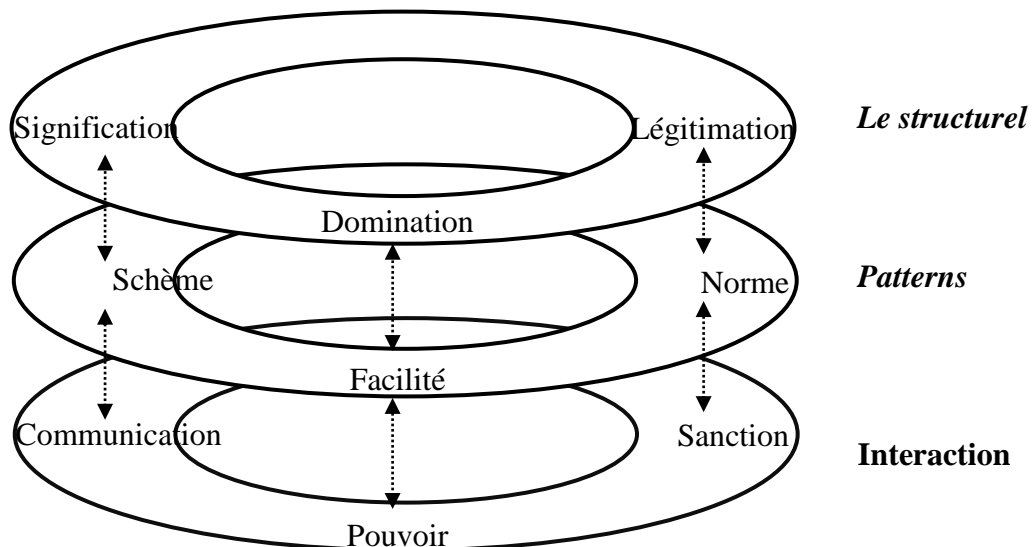 Signification
Légitimation
Le structurel
Domination
Schème
Norme
Patterns
Facilité
Communication
Sanction
Interaction
Pouvoir